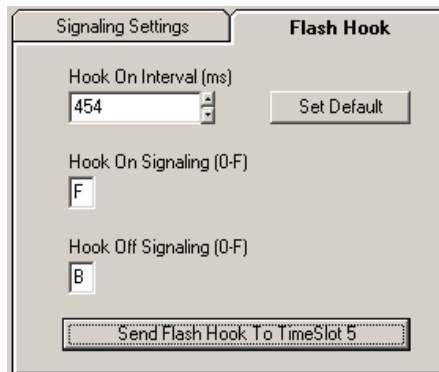 Signaling Settings
Flash Hook
Hook On Interval (ms)
454
Set Default
Hook On Signaling (0-F)
F
Hook Off Signaling (0-F)
B
Send Flash Hook To TimeSlot 5